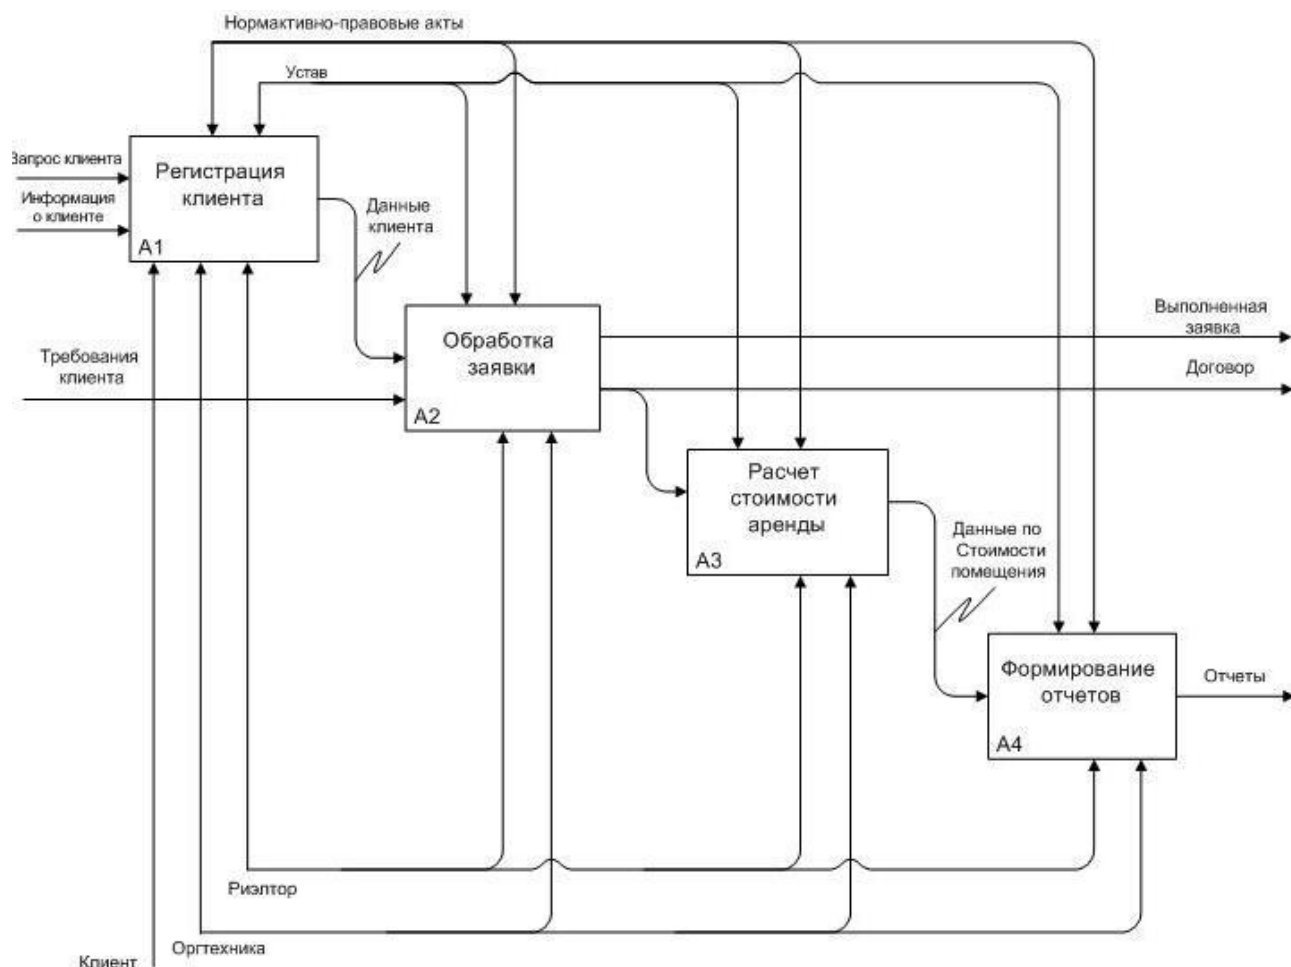 Нормактивно-правовые акты
Устав
Запрос клиента
Информация
о клиенте
Регистрация
клиента
A1
Данные
клиента
Требования
клиента
Обработка
заявки
A2
Выполненная
заявка
Договор
Расчет
стоимости
аренды
A3
Данные по
Стоимости
помещения
Формирование
отчетов
A4
Отчеты
Риэлтор
Оргтехника
Клиент